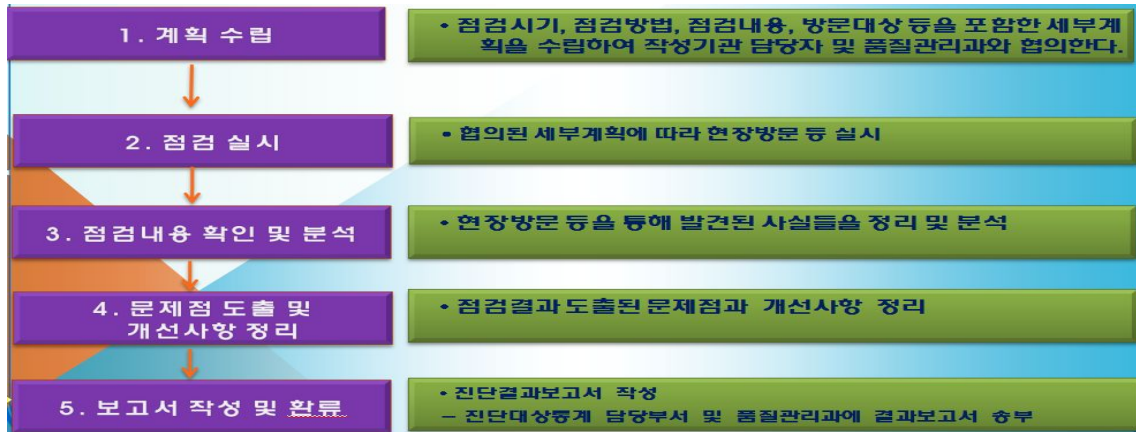 1. 계획 수립
• 점검시기, 점검방법, 점검내용, 방문대상 등을 포함한 세부계
획을 수립하여 작성기관 담당자 및 품질관리과와 협의한다.
2. 점검 실시
• 협의된 세부계획에 따라 현장방문 등 실시
3. 점검내용 확인 및 분석
• 현장방문 등을 통해 발견된 사실들을 정리 및 분석
4. 문제점 도출 및
개선사항 정리
• 점검결과 도출된 문제점과 개선사항 정리
5. 보고서 작성 및 환류
• 진단결과보고서 작성
– 진단대상통계 담당부서 및 품질관리과에 결과보고서 송부